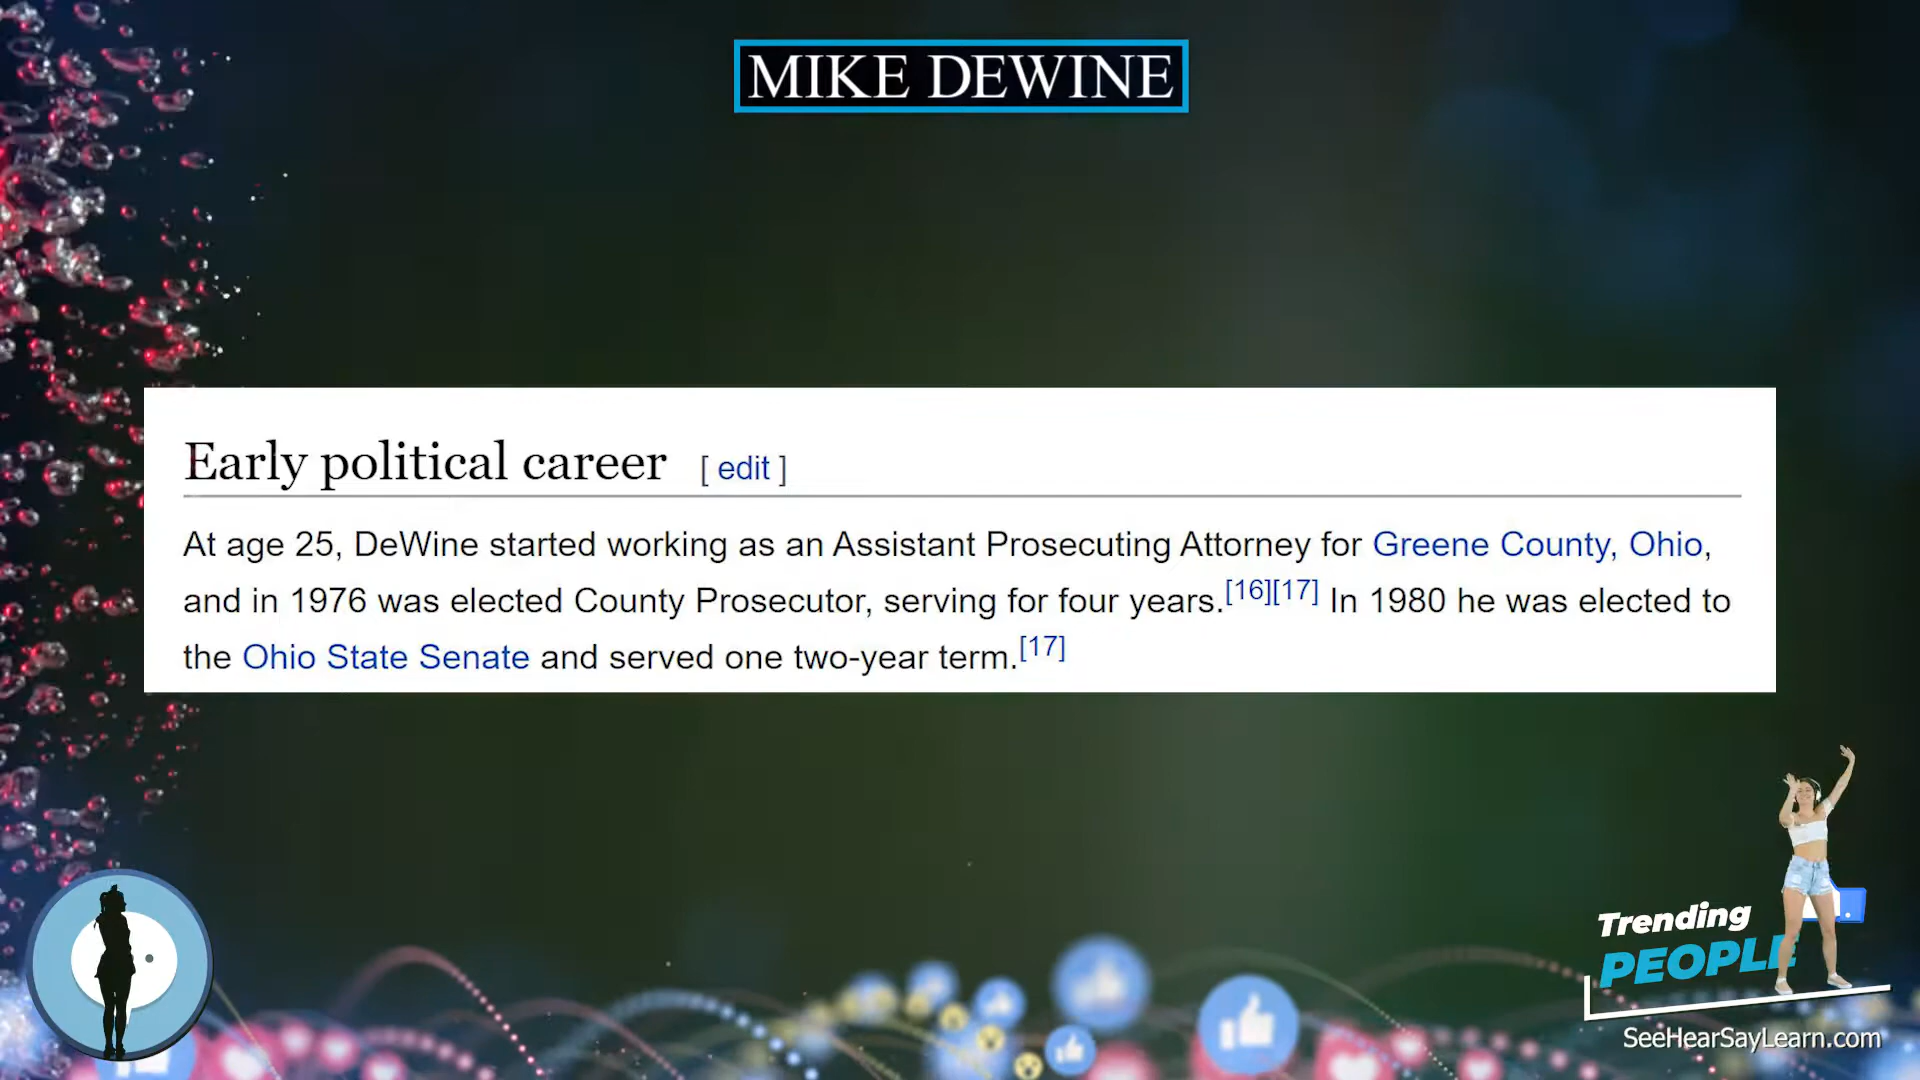 MIKE DEWINE
Early political career [ edit ]
At age 25, DeWine started working as an Assistant Prosecuting Attorney for Greene County, Ohio,
and in 1976 was elected County Prosecutor, serving for four years.[16][17] In 1980 he was elected to
the Ohio State Senate and served one two-year term.[17]
Trending
PEOPLE
SeeHearSayLearn.com